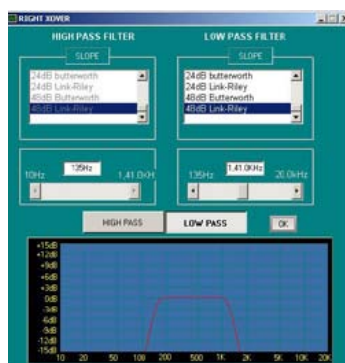 RIGHT XOVER
HIGH PASS FILTER
LOW PASS FILTER
SLOPE
SLOPE
24dB butterworth
24dB Link-Riley
48dB Butterworth
48dB Link-Riley
24dB butterworth
24dB Link-Riley
48dB Eutterworth
48dB Link-Riley
135Hz
10Hz
1,41.0kH
1,41.0KHz
135Hz
20.0kHz
HIGH PASS
LOW PASS
OK
+15dB
+12dB
+9dB
+6dB
+3dB
0dB
-3dB
-6dB
-9dB
-12dB
-15dB
10 20 50 100 200 500 1K 2K 5K 10K 20K